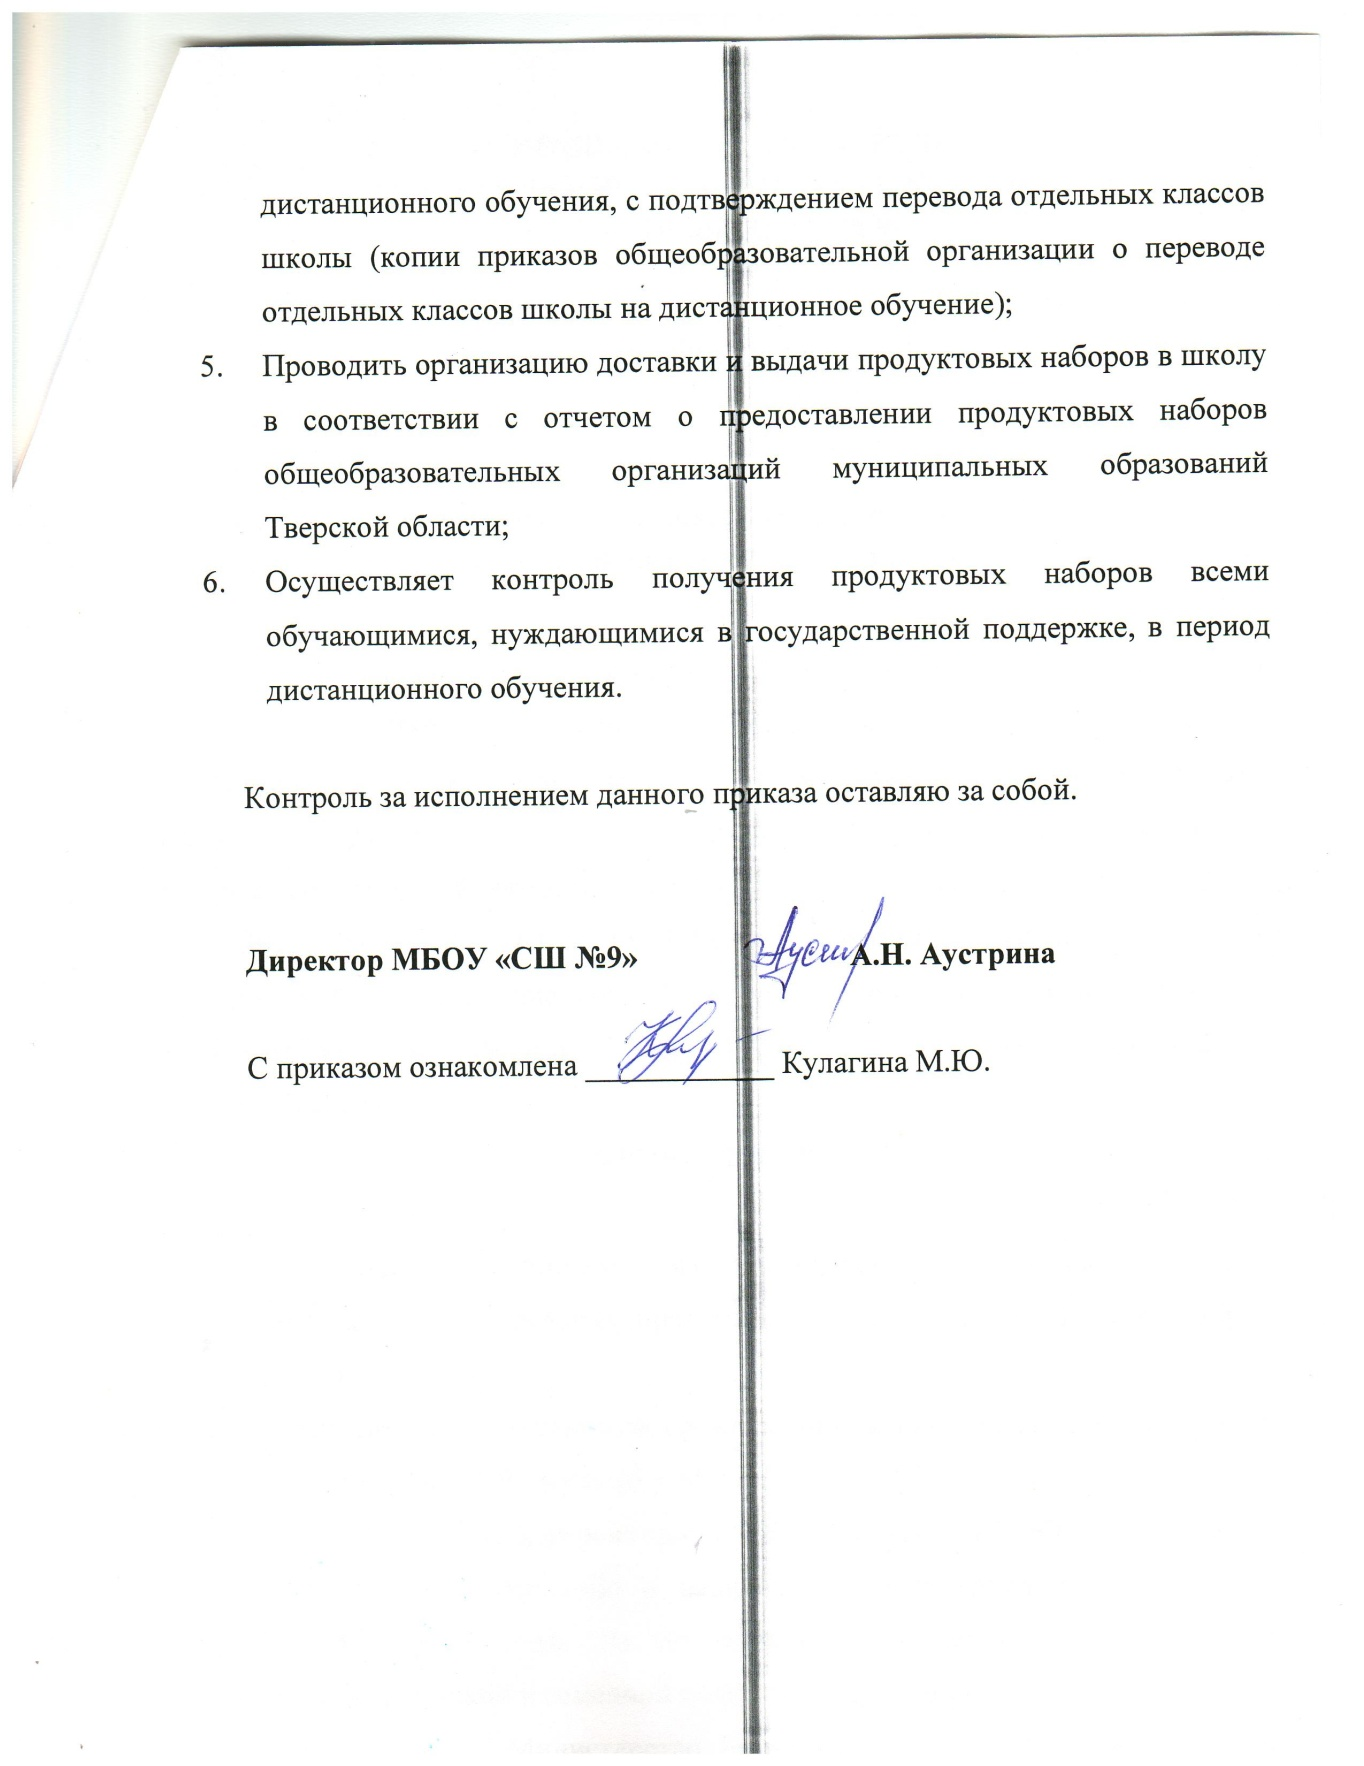 дистанционного обучения, с подтверждением перевода отдельных классов
школы (копии приказов общеобразовательной организации о переводе
отдельных классов школы на дистанционное обучение);
5. Проводить организацию доставки и выдачи продуктовых наборов в школу
в соответствии с отчетом о предоставлении продуктовых наборов
общеобразовательных организаций муниципальных образований
Тверской области;
6. Осуществляет контроль получения продуктовых наборов всеми
обучающимися, нуждающимися в государственной поддержке, в период
дистанционного обучения.
Контроль за исполнением данного приказа оставляю за собой.
Директор МБОУ «СШ №9» А.Н. Аустрина
С приказом ознакомлена ____________ Кулагина М.Ю.